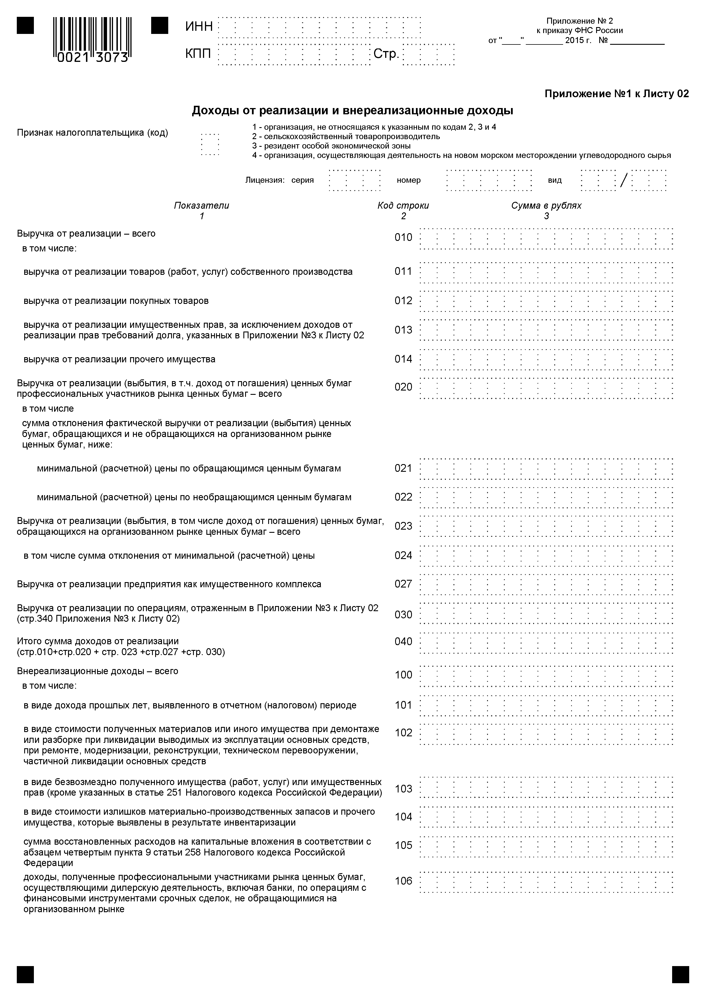 0021 3073
ИНН
КПП
Стр.
Приложение № 2
к приказу ФНС России
от "____" __________ 2015 г. № ___________
Приложение №1 к Листу 02
Доходы от реализации и внереализационные доходы
Признак налогоплательщика (код)
1 - организация, не относящаяся к указанным по кодам 2, 3 и 4
2 - сельскохозяйственный товаропроизводитель
3 - резидент особой экономической зоны
4 - организация, осуществляющая деятельность на новом морском месторождении углеводородного сырья
Лицензия: серия номер вид /
Показатели Код строки Сумма в рублях
1 2 3
Выручка от реализации – всего 010
в том числе:
выручка от реализации товаров (работ, услуг) собственного производства 011
выручка от реализации покупных товаров 012
выручка от реализации имущественных прав, за исключением доходов от
реализации прав требований долга, указанных в Приложении №3 к Листу 02 013
выручка от реализации прочего имущества 014
Выручка от реализации (выбытия, в т.ч. доход от погашения) ценных бумаг 020
профессиональных участников рынка ценных бумаг – всего
в том числе
сумма отклонения фактической выручки от реализации (выбытия) ценных
бумаг, обращающихся и не обращающихся на организованном рынке
ценных бумаг, ниже:
минимальной (расчетной) цены по обращающимся ценным бумагам 021
минимальной (расчетной) цены по необращающимся ценным бумагам 022
Выручка от реализации (выбытия, в том числе доход от погашения) ценных бумаг, 023
обращающихся на организованном рынке ценных бумаг – всего
в том числе сумма отклонения от минимальной (расчетной) цены 024
Выручка от реализации предприятия как имущественного комплекса 027
Выручка от реализации по операциям, отраженным в Приложении №3 к Листу 02 030
(стр.340 Приложения №3 к Листу 02)
Итого сумма доходов от реализации 040
(стр.010+стр.020 + стр. 023 +стр.027 +стр. 030)
Внереализационные доходы – всего 100
в том числе:
в виде дохода прошлых лет, выявленного в отчетном (налоговом) периоде 101
в виде стоимости полученных материалов или иного имущества при демонтаже 102
или разборке при ликвидации выводимых из эксплуатации основных средств,
при ремонте, модернизации, реконструкции, техническом перевооружении,
частичной ликвидации основных средств
в виде безвозмездно полученного имущества (работ, услуг) или имущественных 103
прав (кроме указанных в статье 251 Налогового кодекса Российской Федерации)
в виде стоимости излишков материально-производственных запасов и прочего 104
имущества, которые выявлены в результате инвентаризации
сумма восстановленных расходов на капитальные вложения в соответствии с 105
абзацем четвертым пункта 9 статьи 258 Налогового кодекса Российской
Федерации
доходы, полученные профессиональными участниками рынка ценных бумаг, 106
осуществляющими дилерскую деятельность, включая банки, по операциям с
финансовыми инструментами срочных сделок, не обращающимися на
организованном рынке